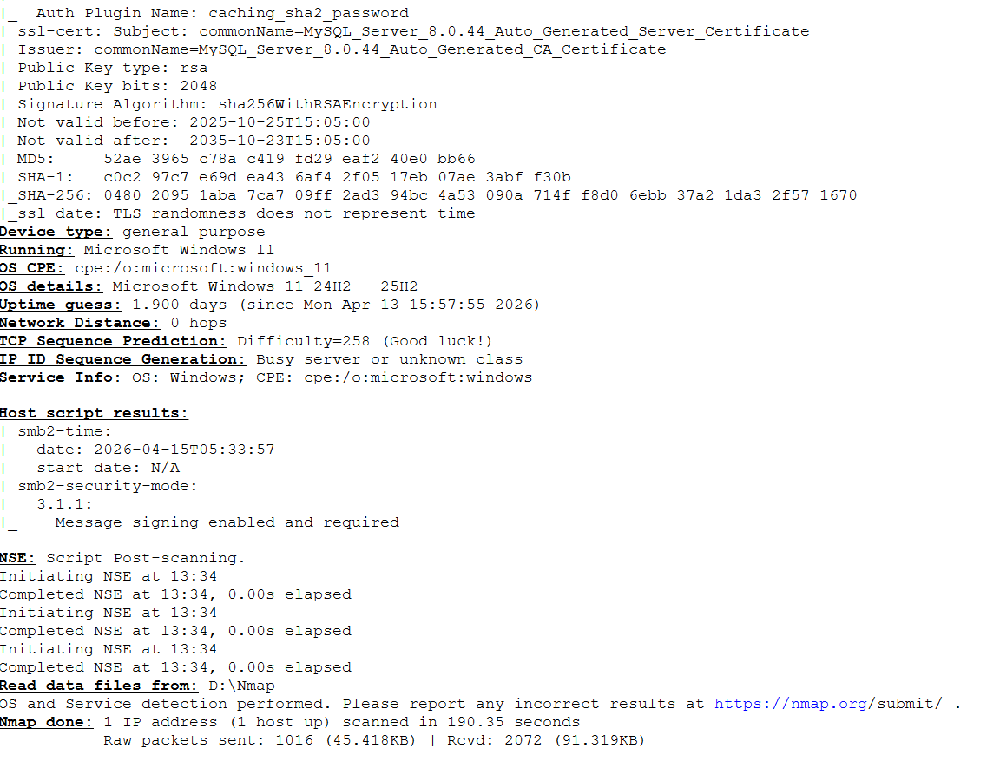 |_  Auth Plugin Name: caching_sha2_password
| ssl-cert: Subject: commonName=MySQL_Server_8.0.44_Auto_Generated_Server_Certificate
| Issuer: commonName=MySQL_Server_8.0.44_Auto_Generated_CA_Certificate
| Public Key type: rsa
| Public Key bits: 2048
| Signature Algorithm: sha256WithRSAEncryption
| Not valid before: 2025-10-25T15:05:00
| Not valid after:  2035-10-23T15:05:00
| MD5:     52ae 3965 c78a c419 fd29 eaf2 40e0 bb66
| SHA-1:   c0c2 97c7 e69d ea43 6af4 2f05 17eb 07ae 3abf f30b
|_SHA-256: 0480 2095 1aba 7ca7 09ff 2ad3 94bc 4a53 090a 714f f8d0 6ebb 37a2 1da3 2f57 1670
|_ssl-date: TLS randomness does not represent time
Device type: general purpose
Running: Microsoft Windows 11
OS CPE: cpe:/o:microsoft:windows_11
OS details: Microsoft Windows 11 24H2 - 25H2
Uptime guess: 1.900 days (since Mon Apr 13 15:57:55 2026)
Network Distance: 0 hops
TCP Sequence Prediction: Difficulty=258 (Good luck!)
IP ID Sequence Generation: Busy server or unknown class
Service Info: OS: Windows; CPE: cpe:/o:microsoft:windows

Host script results:
| smb2-time:
|   date: 2026-04-15T05:33:57
|_  start_date: N/A
| smb2-security-mode:
|   3.1.1:
|_    Message signing enabled and required

NSE: Script Post-scanning.
Initiating NSE at 13:34
Completed NSE at 13:34, 0.00s elapsed
Initiating NSE at 13:34
Completed NSE at 13:34, 0.00s elapsed
Initiating NSE at 13:34
Completed NSE at 13:34, 0.00s elapsed
Read data files from: D:\Nmap
OS and Service detection performed. Please report any incorrect results at https://nmap.org/submit/ .
Nmap done: 1 IP address (1 host up) scanned in 190.35 seconds
           Raw packets sent: 1016 (45.418KB) | Rcvd: 2072 (91.319KB)